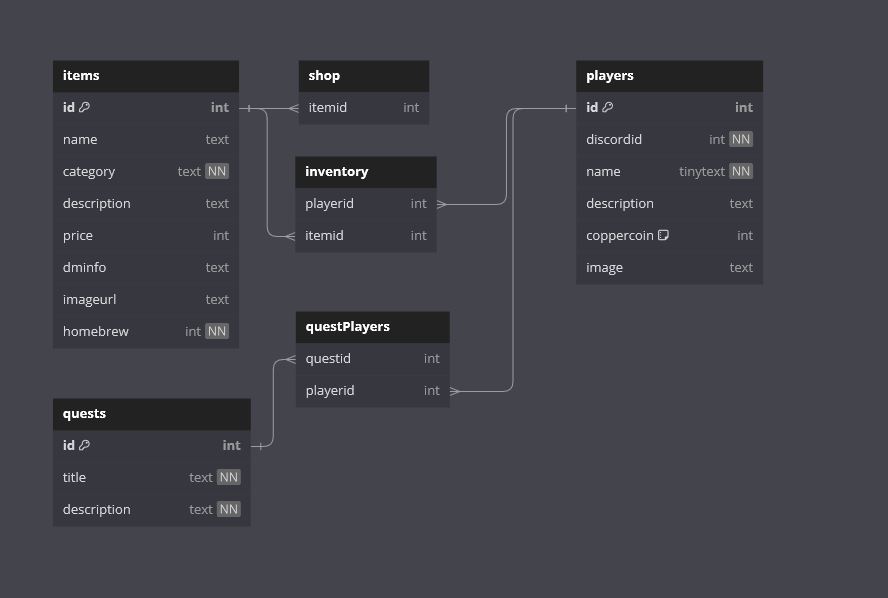 items
id int
name text
category text NN
description text
price int
dminfo text
imageurl text
homebrew int NN
shop
itemid int
inventory
playerid int
itemid int
players
id int
discordid int NN
name tinytext NN
description text
coppercoin int
image text
questPlayers
questid int
playerid int
quests
id int
title text NN
description text NN